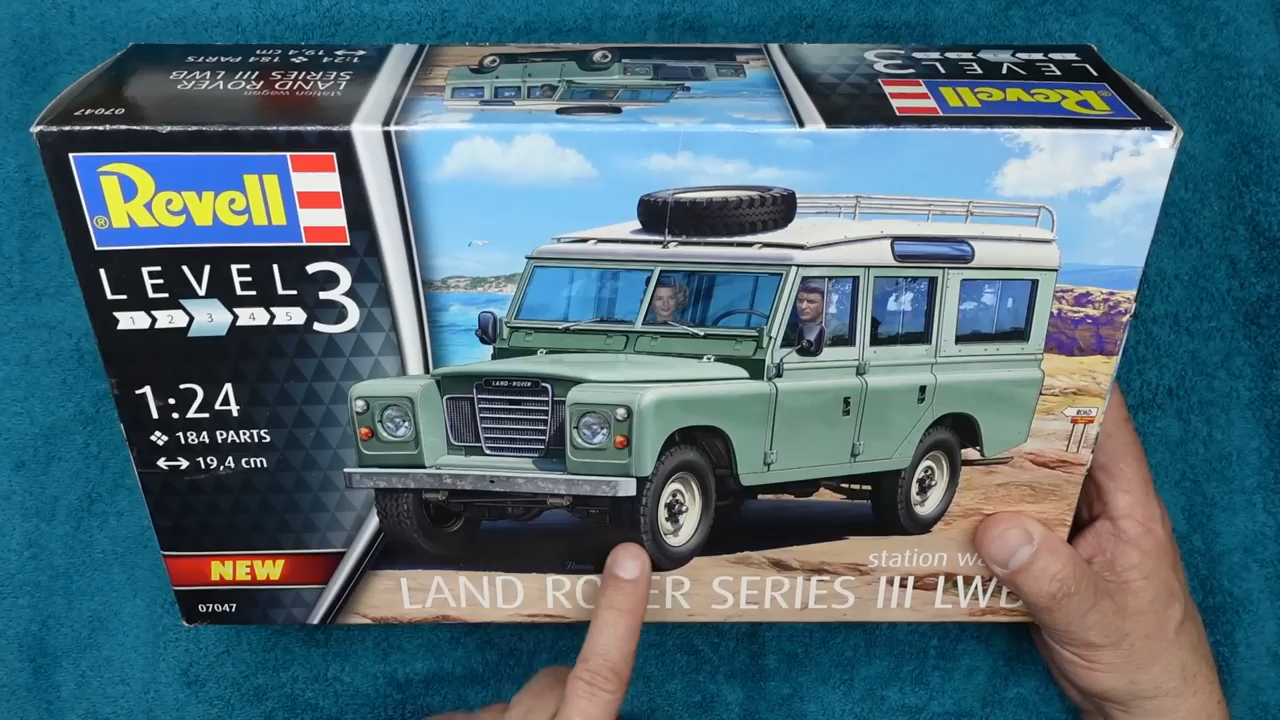 1:24 ❖ 184 PARTS
↔ 19,4 cm
station wagon
LAND ROVER
SERIES III LWB
07047
LEVEL 3
Revell
® Revell
LEVEL 3
1 2 3 4 5
1:24
184 PARTS
19,4 cm
NEW
07047
LAND-ROVER
ROAD
station wa
LAND RO ER SERIES III LWB